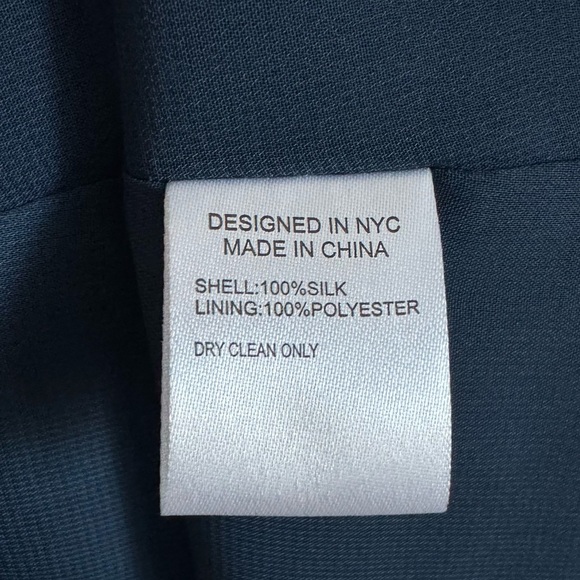 DESIGNED IN NYC
MADE IN CHINA
SHELL:100%SILK
LINING:100%POLYESTER
DRY CLEAN ONLY